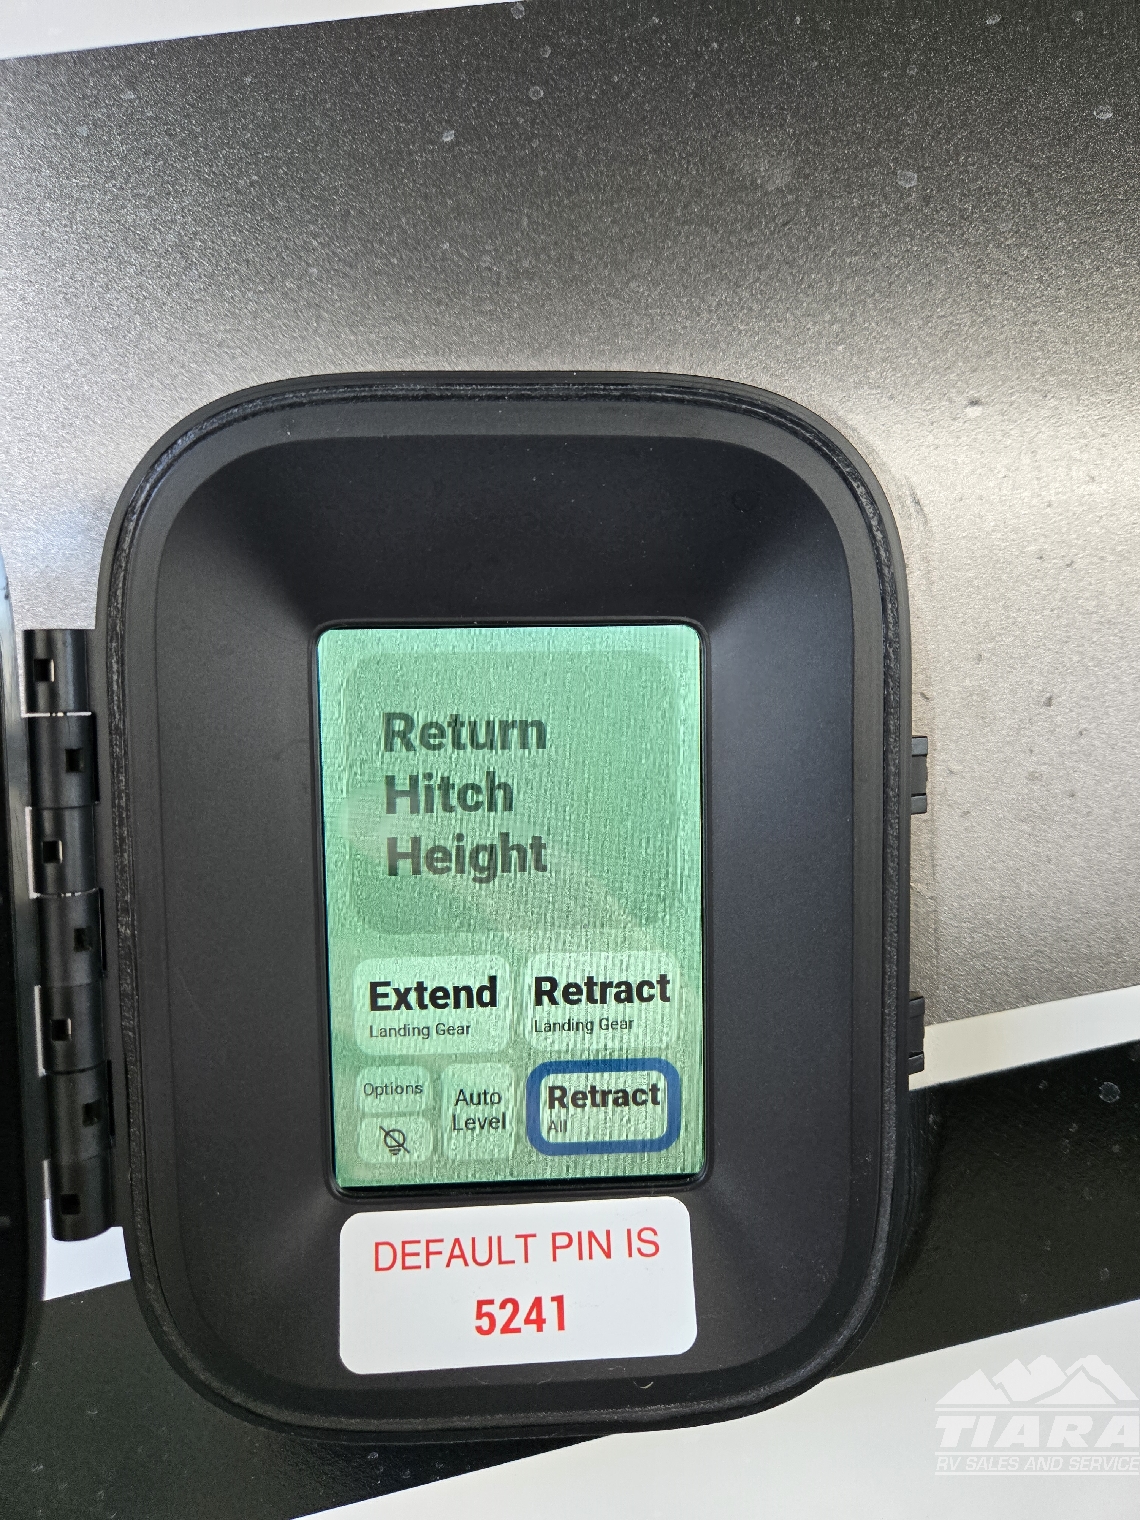 Return
Hitch
Height
Extend
Landing Gear
Retract
Landing Gear
Options
Auto
Level
Retract
All
DEFAULT PIN IS
5241
TIARA
RV SALES AND SERVICE